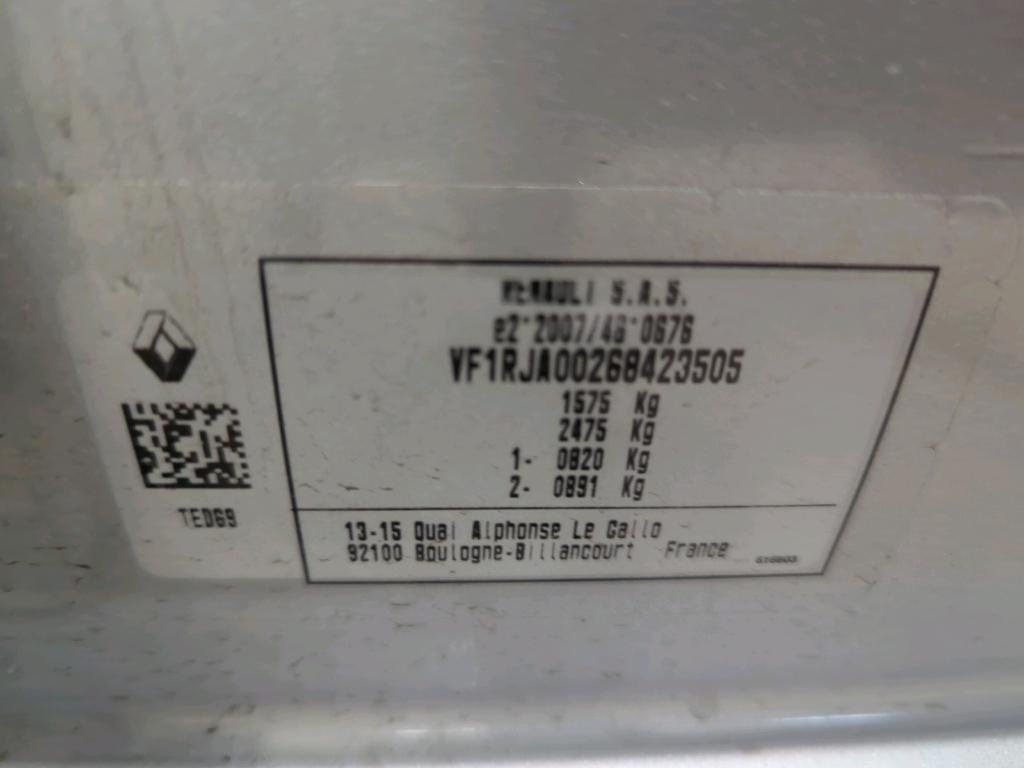 RENAULT S.A.S.
e2*2007/46*0676
VF1RJA00268423505
1575 Kg
2475 Kg
1- 0820 Kg
2- 0891 Kg
TED69
13-15 Quai Alphonse Le Gallo
92100 Boulogne-Billancourt France